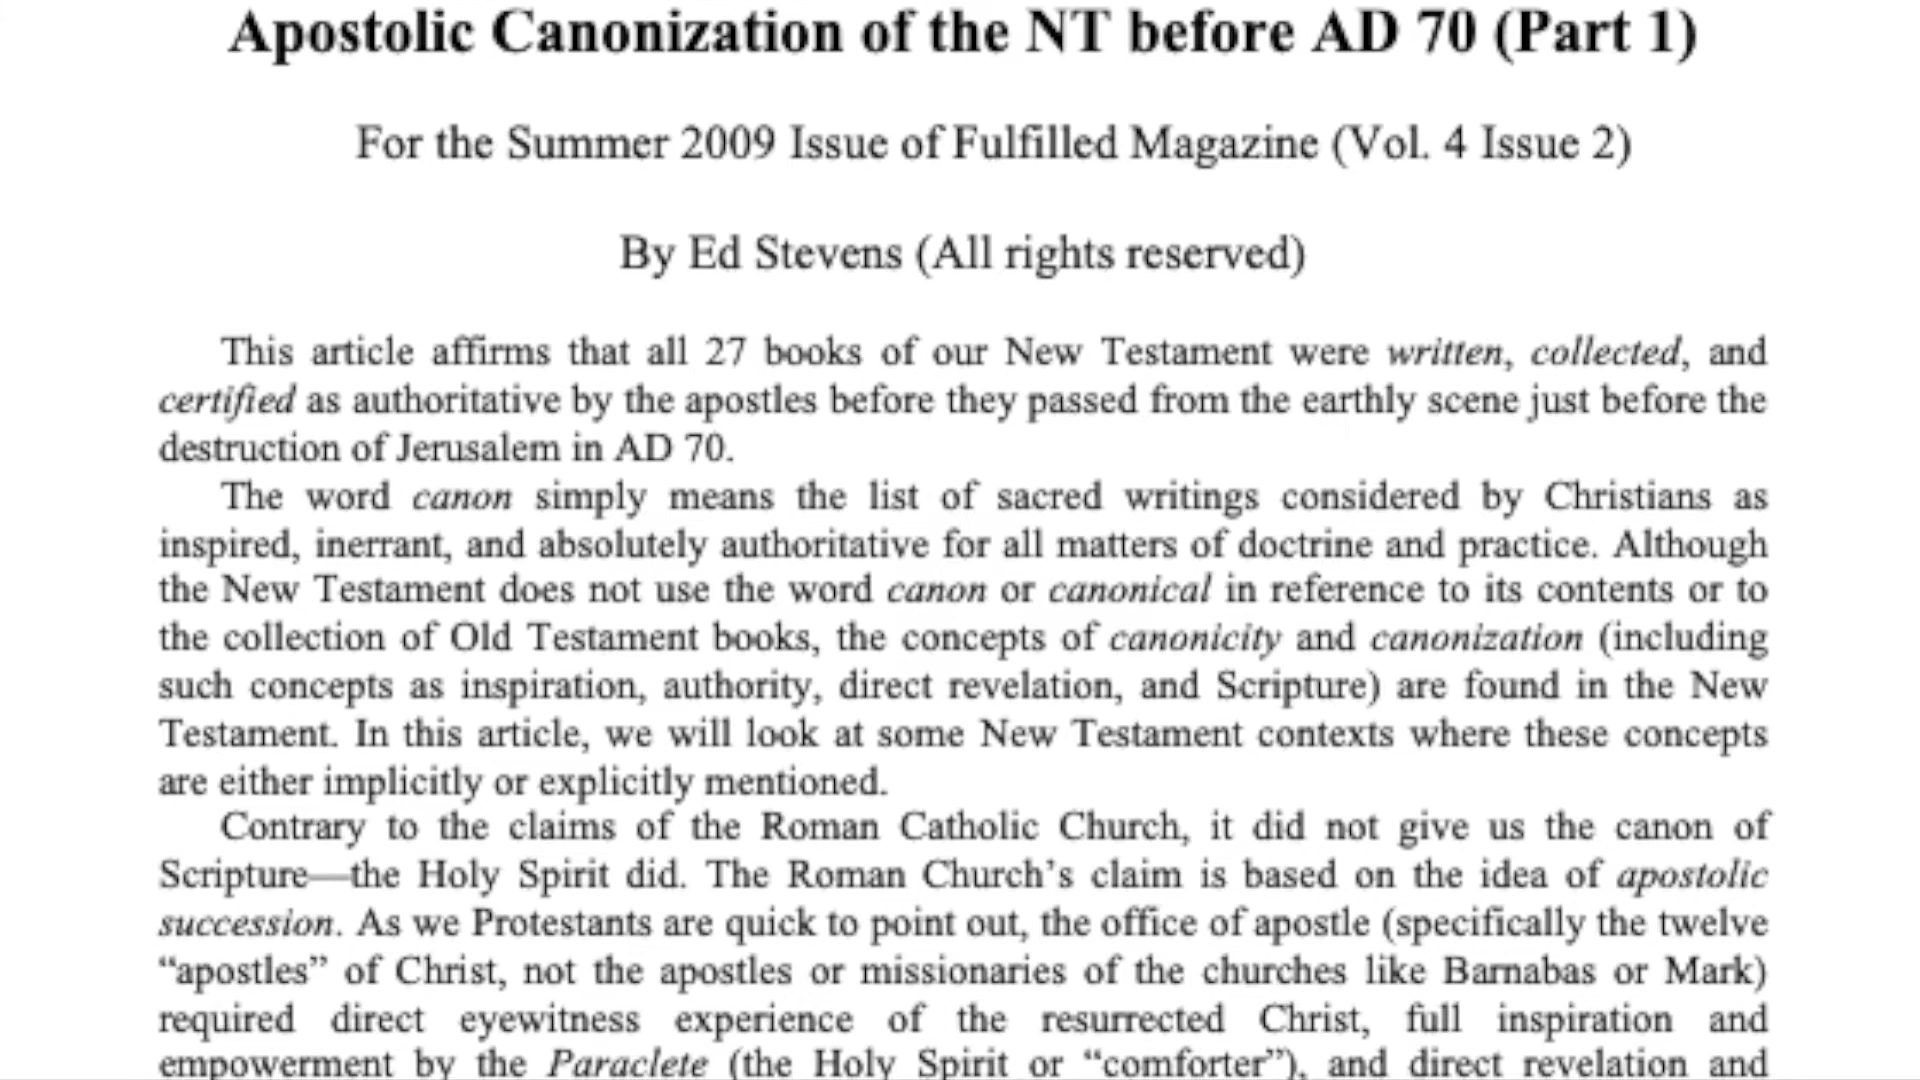 Apostolic Canonization of the NT before AD 70 (Part 1)
For the Summer 2009 Issue of Fulfilled Magazine (Vol. 4 Issue 2)
By Ed Stevens (All rights reserved)
This article affirms that all 27 books of our New Testament were written, collected, and
certified as authoritative by the apostles before they passed from the earthly scene just before the
destruction of Jerusalem in AD 70.
The word canon simply means the list of sacred writings considered by Christians as
inspired, inerrant, and absolutely authoritative for all matters of doctrine and practice. Although
the New Testament does not use the word canon or canonical in reference to its contents or to
the collection of Old Testament books, the concepts of canonicity and canonization (including
such concepts as inspiration, authority, direct revelation, and Scripture) are found in the New
Testament. In this article, we will look at some New Testament contexts where these concepts
are either implicitly or explicitly mentioned.
Contrary to the claims of the Roman Catholic Church, it did not give us the canon of
Scripture—the Holy Spirit did. The Roman Church's claim is based on the idea of apostolic
succession. As we Protestants are quick to point out, the office of apostle (specifically the twelve
“apostles” of Christ, not the apostles or missionaries of the churches like Barnabas or Mark)
required direct eyewitness experience of the resurrected Christ, full inspiration and
empowerment by the Paraclete (the Holy Spirit or “comforter”), and direct revelation and